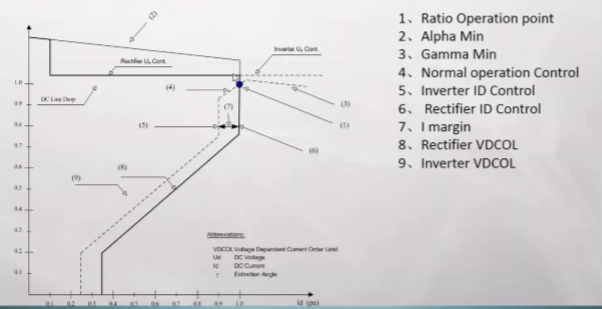 (2)
Inverter U₀ Cont.
Rectifier U₀ Cont.
DC Line Drop
(4)
(3)
(7)
(1)
(5)
(6)
(8)
(9)
1.0
0.9
0.8
0.7
0.6
0.5
0.4
0.3
0.2
0.1
Abbreviations:
VDCOL Voltage Dependent Current Order Limit
Ud DC Voltage
Id DC Current
? Extinction Angle
0.1 0.2 0.3 0.4 0.5 0.6 0.7 0.8 0.9 1.0 Id (pu)
1、Ratio Operation point
2、Alpha Min
3、Gamma Min
4、Normal operation Control
5、Inverter ID Control
6、 Rectifier ID Control
7、I margin
8、Rectifier VDCOL
9、Inverter VDCOL